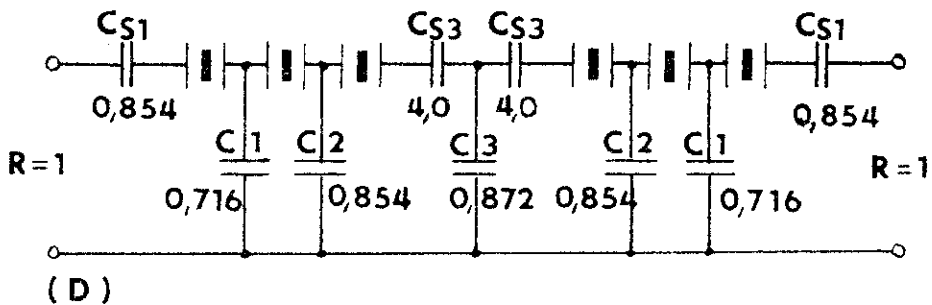 CS1 CS3 CS3 CS1
0,854 4,0 4,0 0,854
C1 C2 C3 C2 C1
R=1 R=1
0,716 0,854 0,872 0,854 0,716
(D)